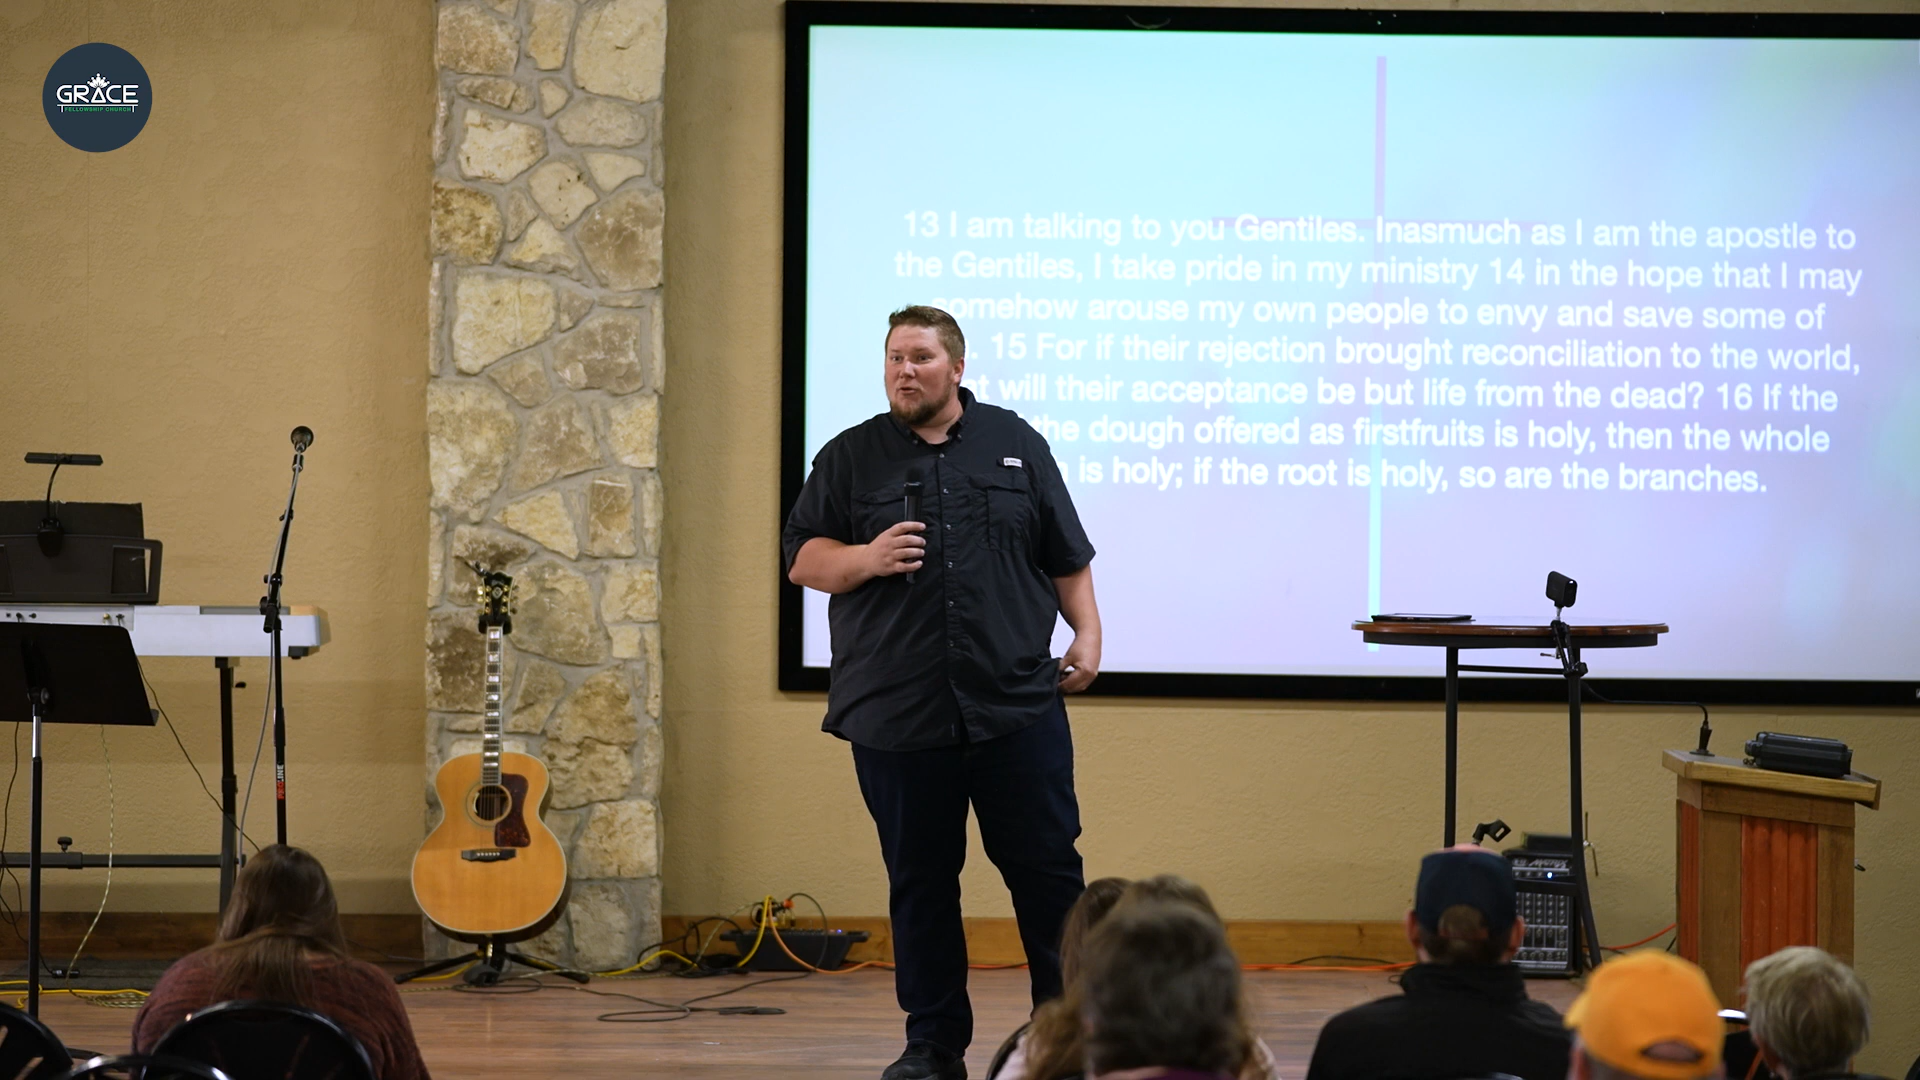 GRACE
FELLOWSHIP CHURCH
13 I am talking to you Gentiles. Inasmuch as I am the apostle to
the Gentiles, I take pride in my ministry 14 in the hope that I may
somehow arouse my own people to envy and save some of
. 15 For if their rejection brought reconciliation to the world,
will their acceptance be but life from the dead? 16 If the
the dough offered as firstfruits is holy, then the whole
is holy; if the root is holy, so are the branches.
PROLINE